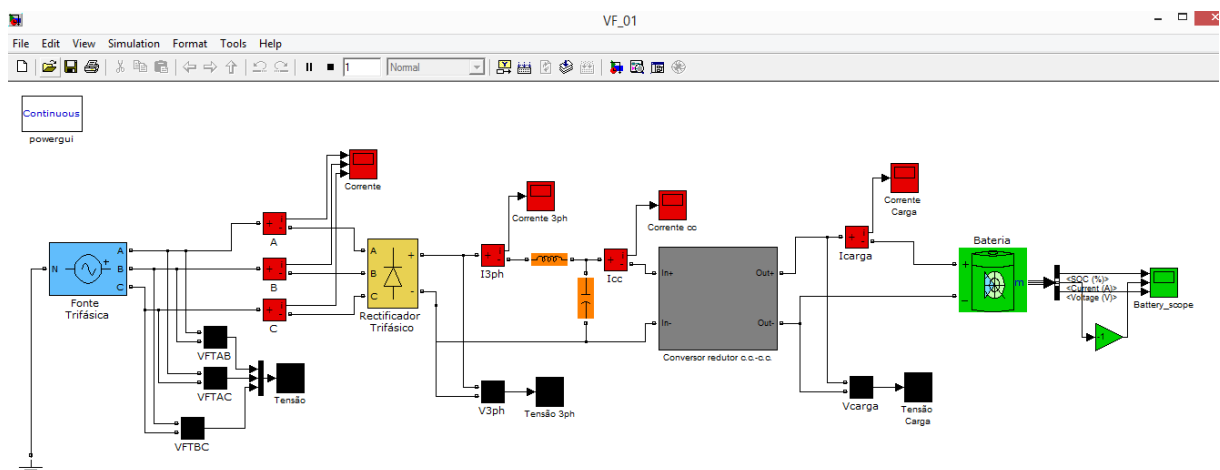 VF_01
File Edit View Simulation Format Tools Help
1 Normal
Continuous
powergui
Corrente
Corrente 3ph
Corrente cc
Corrente
Carga
A
B
C
N
A
B
C
Fonte
Trifásica
A
B
C
+
-
Rectificador
Trifásico
I3ph
Icc
In+
In-
Out+
Out-
Conversor redutor c.c.-c.c.
Icarga
Bateria
+
m
<SOC (%)>
<Current (A)>
<Voltage (V)>
Battery_scope
-1
VFTAB
VFTAC
VFTBC
Tensão
V3ph
Tensão 3ph
Vcarga
Tensão
Carga